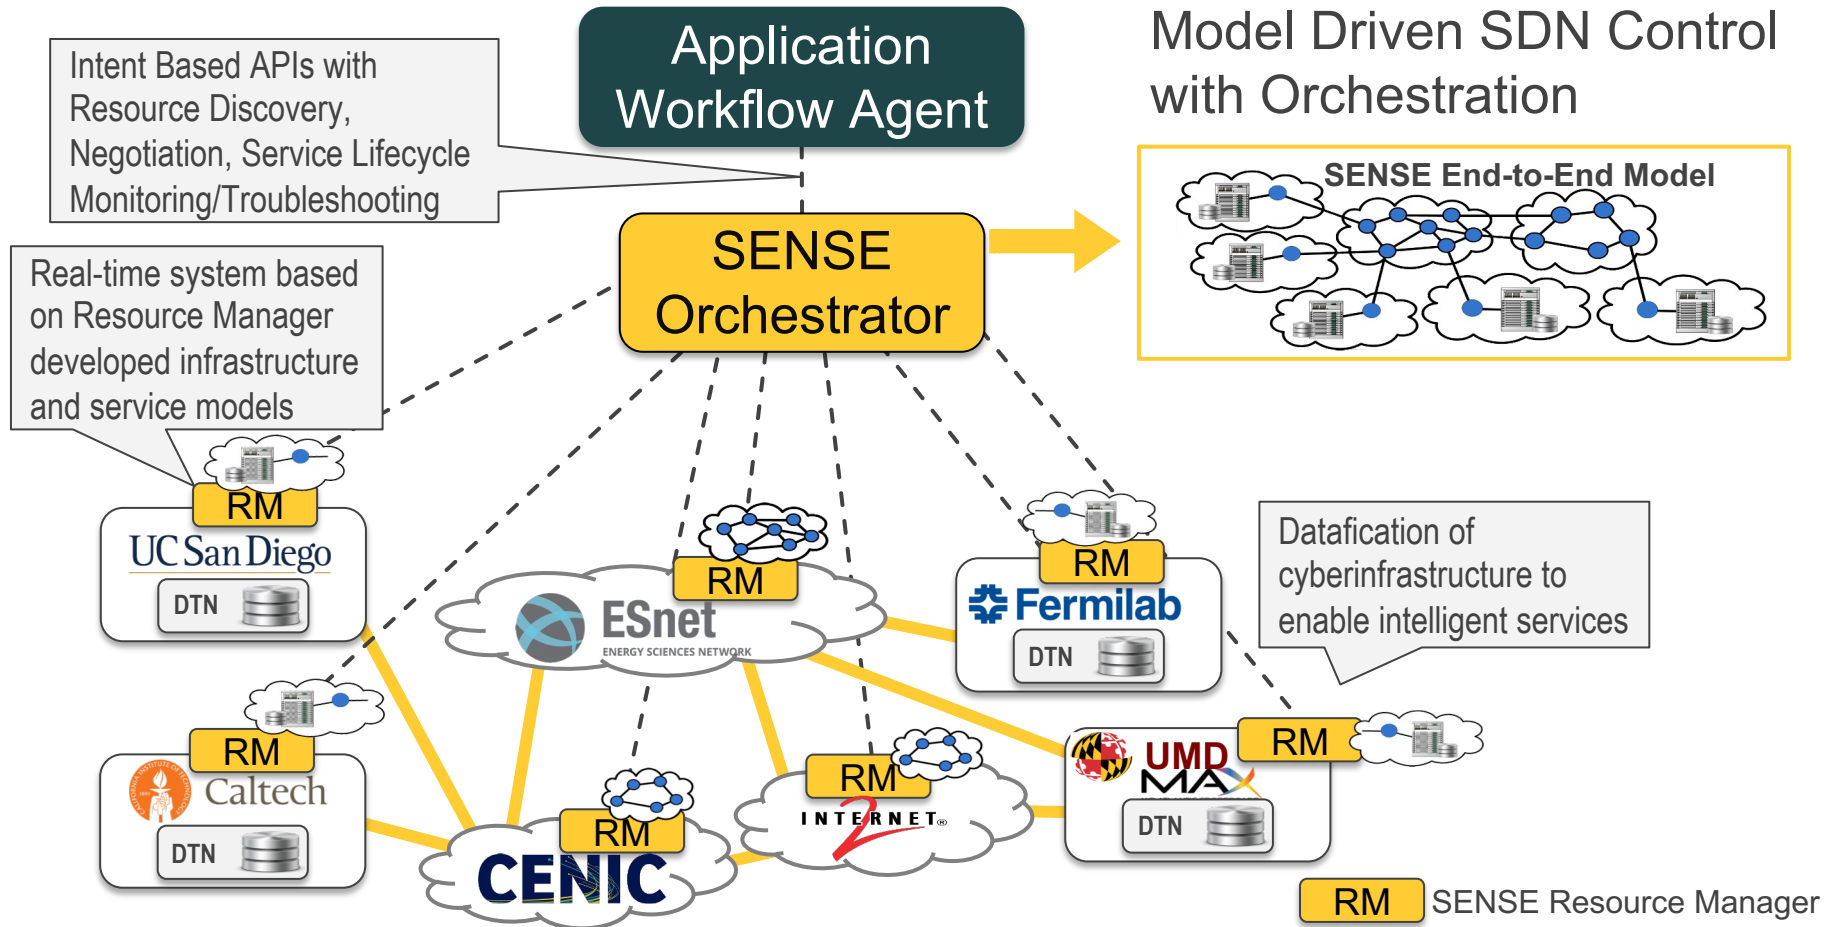 Application
Workflow Agent
Model Driven SDN Control
with Orchestration
Intent Based APIs with
Resource Discovery,
Negotiation, Service Lifecycle
Monitoring/Troubleshooting
SENSE End-to-End Model
SENSE
Orchestrator
Real-time system based
on Resource Manager
developed infrastructure
and service models
RM
UC San Diego
DTN
RM
ESnet
ENERGY SCIENCES NETWORK
RM
Fermilab
DTN
Datafication of
cyberinfrastructure to
enable intelligent services
RM
Caltech
DTN
RM
CENIC
RM
INTERNET®
2
RM
UMD
MAX
DTN
RM
SENSE Resource Manager